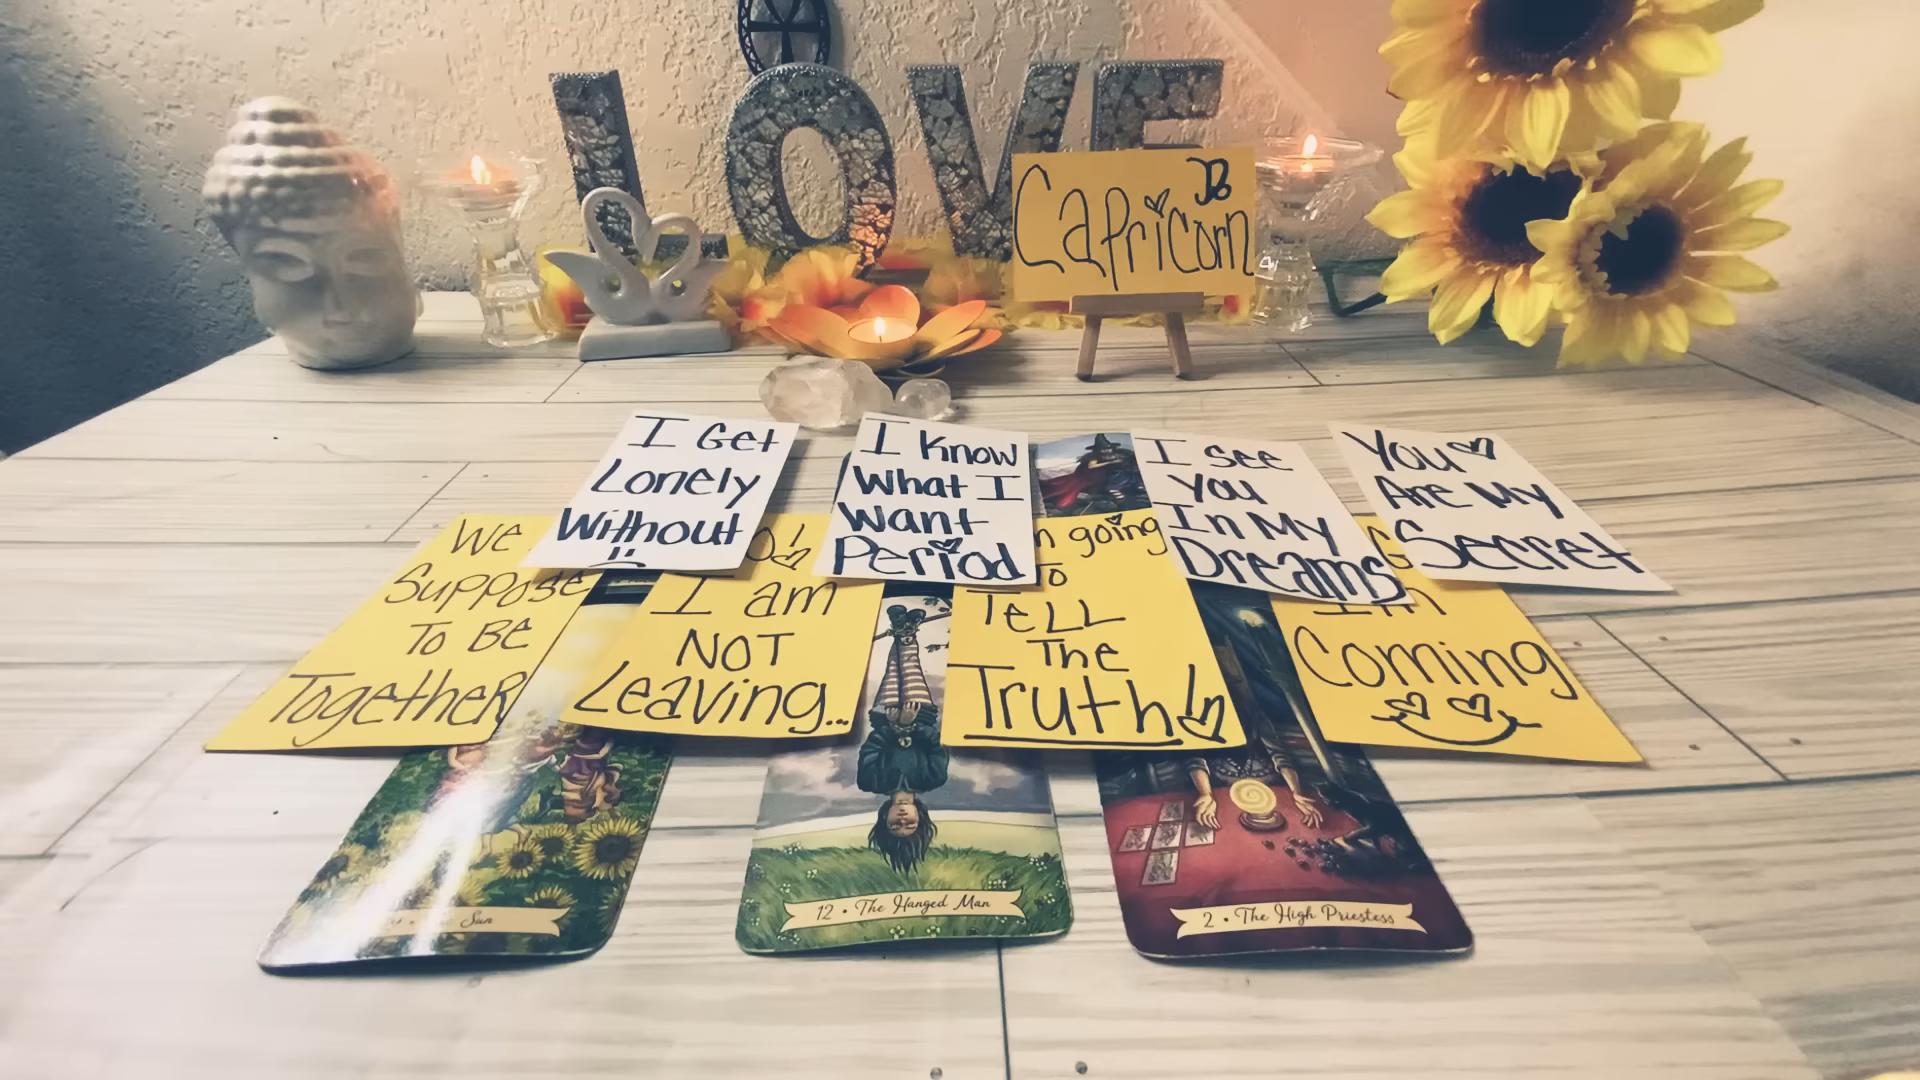 LOVE
Capricorn
I Get
Lonely
Without
I Know
What I
Want
Period
I see
You
In My
Dreams
You
Are My
Secret
We
Suppose
To Be
Together
I am
NOT
Leaving...
going
To
TELL
The
Truth!
I'm
Coming
Sun
12 • The Hanged Man
2 • The High Priestess